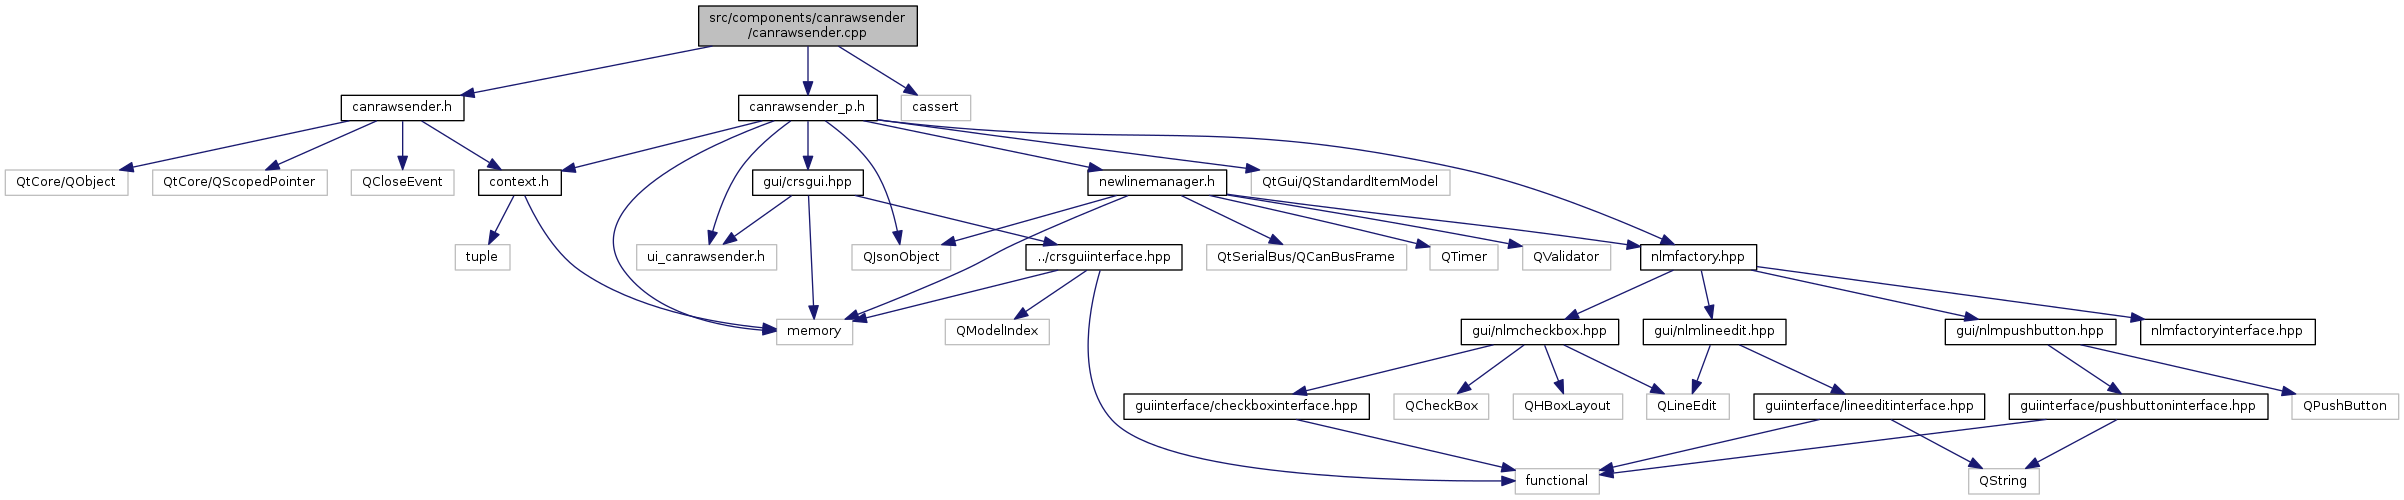 src/components/canrawsender
/canrawsender.cpp
canrawsender.h
canrawsender_p.h
cassert
QtCore/QObject
QtCore/QScopedPointer
QCloseEvent
context.h
gui/crsgui.hpp
newlinemanager.h
QtGui/QStandardItemModel
tuple
ui_canrawsender.h
QJsonObject
../crsguiinterface.hpp
QtSerialBus/QCanBusFrame
QTimer
QValidator
nlmfactory.hpp
memory
QModelIndex
gui/nlmcheckbox.hpp
gui/nlmlineedit.hpp
gui/nlmpushbutton.hpp
nlmfactoryinterface.hpp
guiinterface/checkboxinterface.hpp
QCheckBox
QHBoxLayout
QLineEdit
guiinterface/lineeditinterface.hpp
guiinterface/pushbuttoninterface.hpp
QPushButton
functional
QString